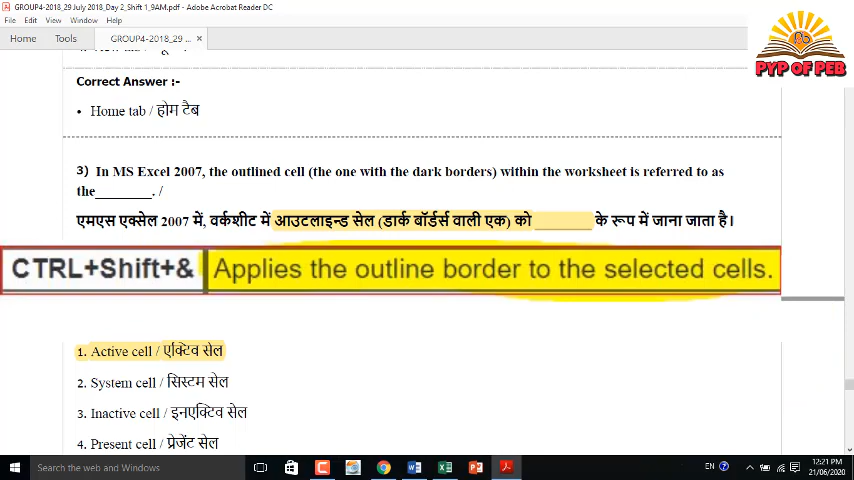 GROUP4-2018_29 July 2018_Day 2_Shift 1_9AM.pdf - Adobe Acrobat Reader DC
File Edit View Window Help
Home Tools GROUP4-2018_29 ... ×
PYP OF PEB
Correct Answer :-
• Home tab / होम टैब
3) In MS Excel 2007, the outlined cell (the one with the dark borders) within the worksheet is referred to as
the________. /
एमएस एक्सेल 2007 में, वर्कशीट में आउटलाइन्ड सेल (डार्क बॉर्डर्स वाली एक) को ________ के रूप में जाना जाता है।
CTRL+Shift+& Applies the outline border to the selected cells.
1. Active cell / एक्टिव सेल
2. System cell / सिस्टम सेल
3. Inactive cell / इनएक्टिव सेल
4. Present cell / प्रेजेंट सेल
Search the web and Windows
EN
12:21 PM
21/06/2020